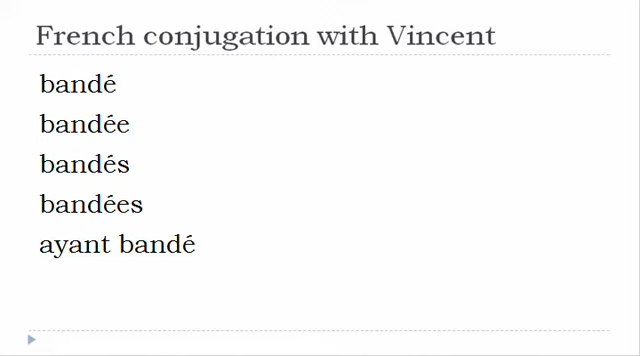 French conjugation with Vincent
bandé
bandée
bandés
bandées
ayant bandé